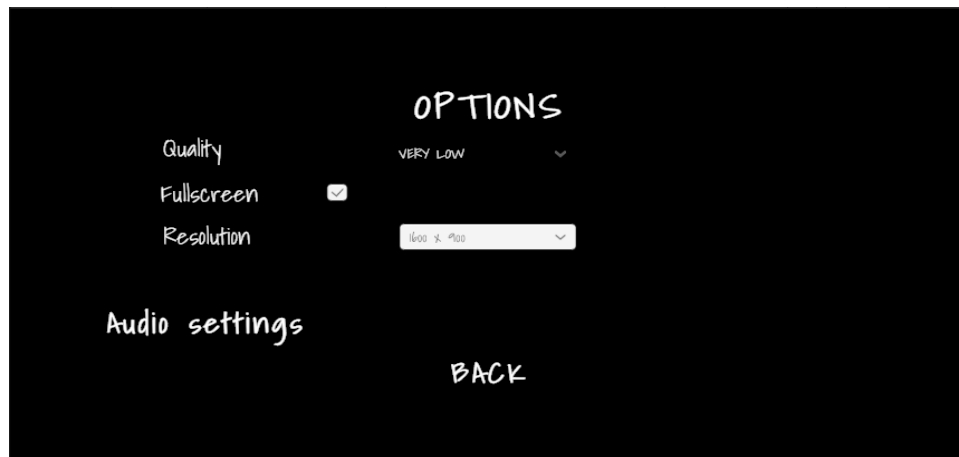 OPTIONS
Quality VERY LOW
Fullscreen
Resolution 1600 x 900
Audio settings
BACK